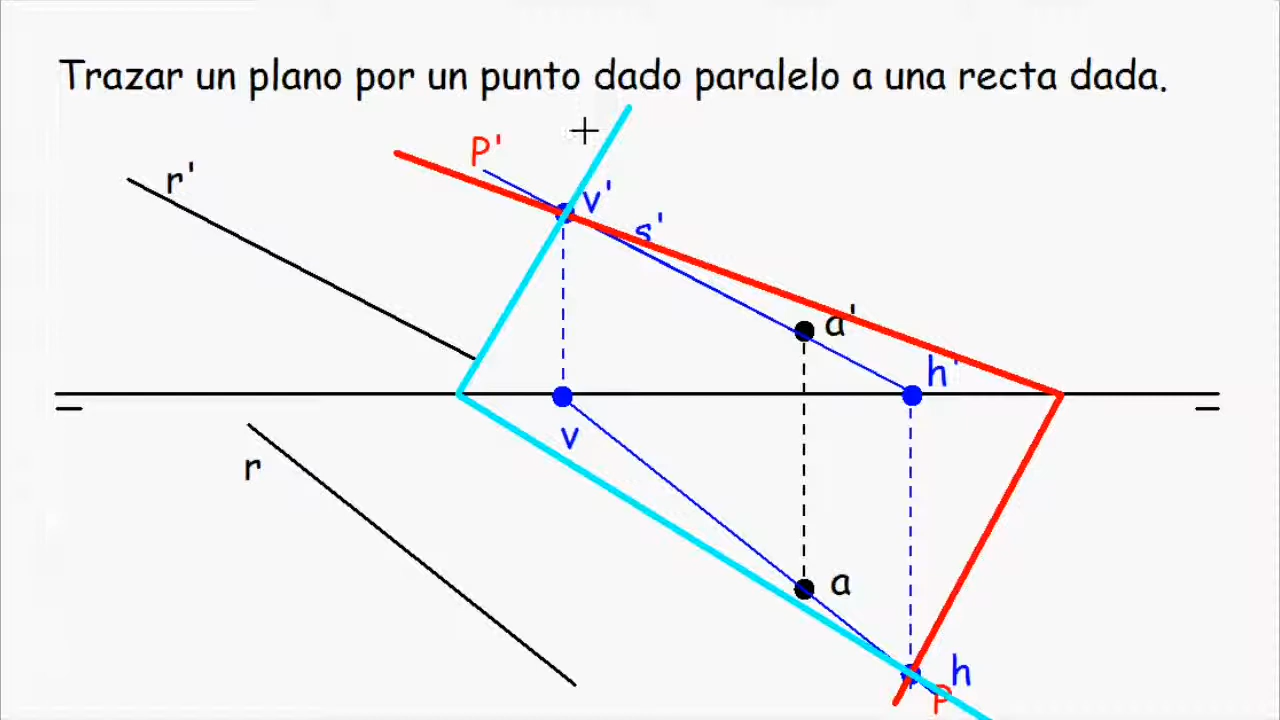 Trazar un plano por un punto dado paralelo a una recta dada.
P'
r'
v'
s'
a'
h'
v
r
a
h
P